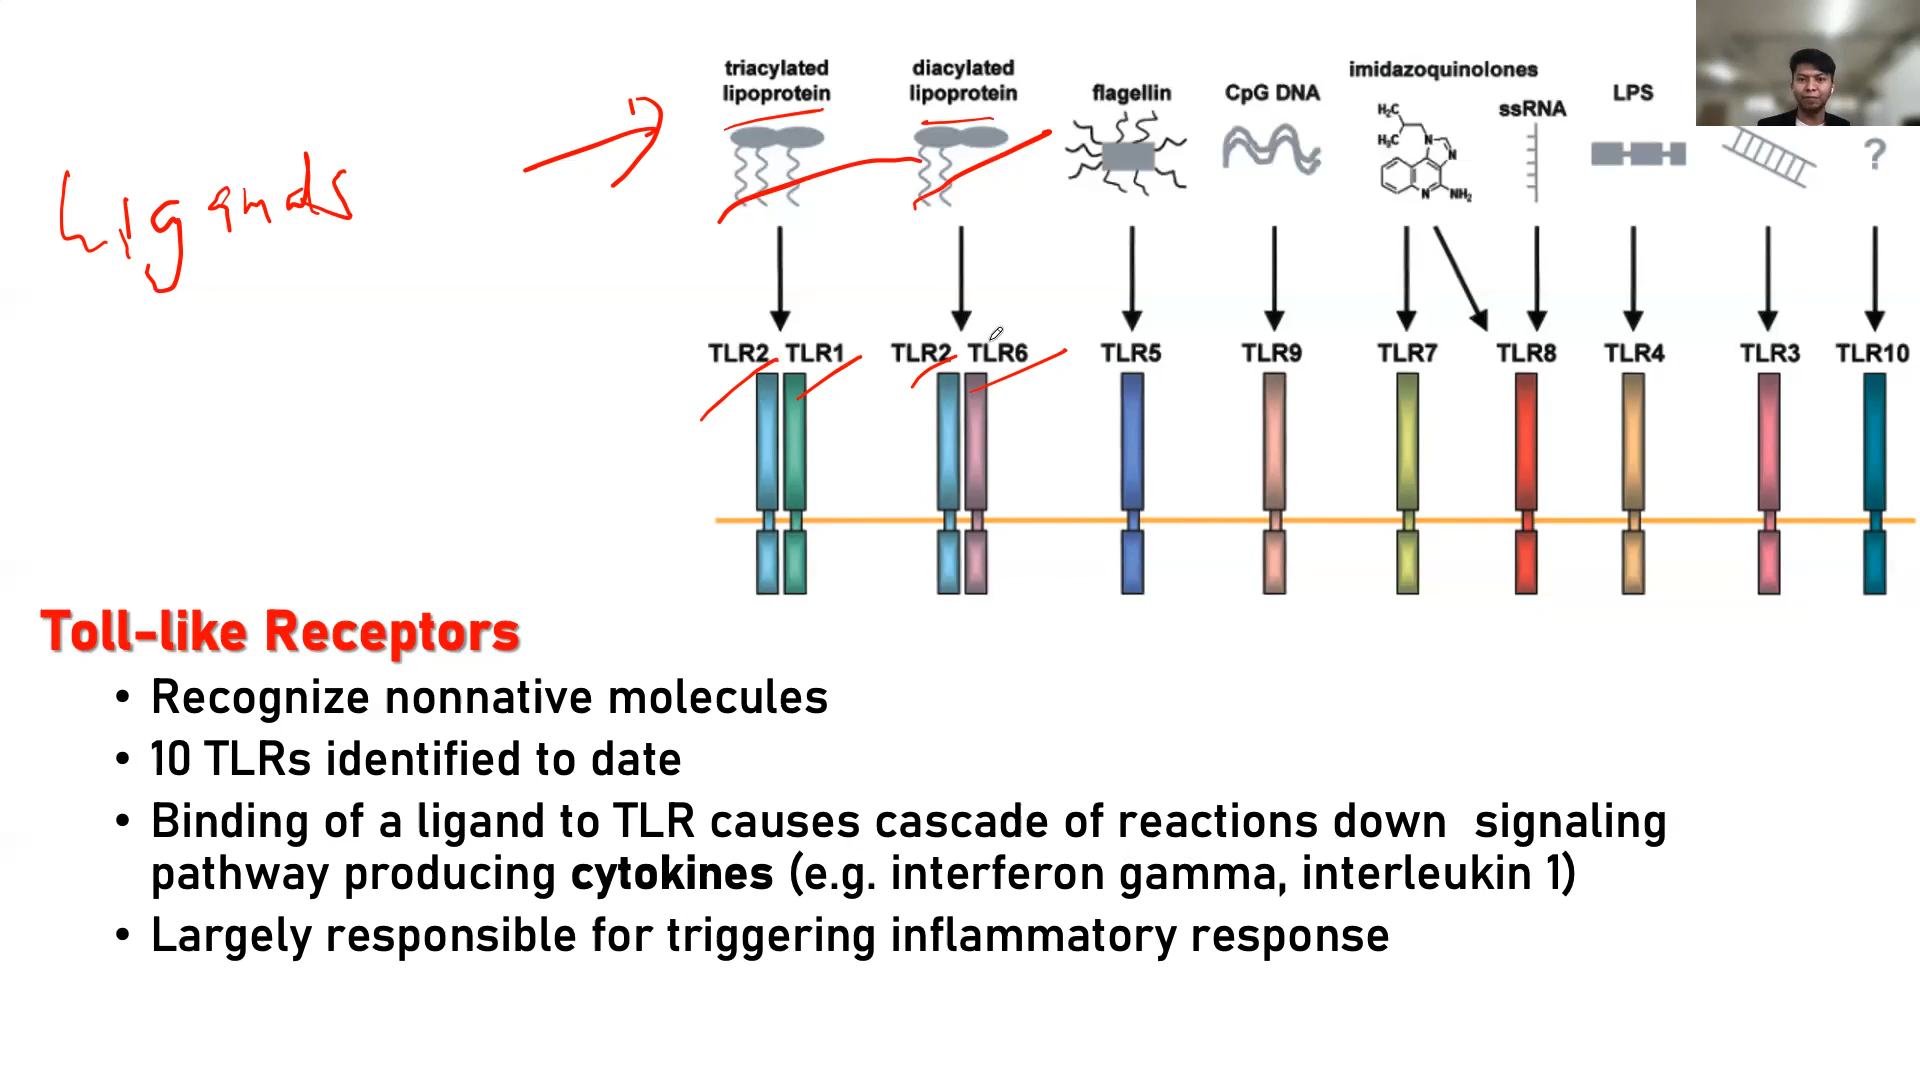 triacylated
lipoprotein
diacylated
lipoprotein
flagellin
CpG DNA
imidazoquinolones
H₃C
H₃C
N
N
N
NH₂
ssRNA
LPS
?
Ligands
TLR2 TLR1
TLR2 TLR6
TLR5
TLR9
TLR7
TLR8
TLR4
TLR3
TLR10
Toll-like Receptors
• Recognize nonnative molecules
• 10 TLRs identified to date
• Binding of a ligand to TLR causes cascade of reactions down signaling
pathway producing cytokines (e.g. interferon gamma, interleukin 1)
• Largely responsible for triggering inflammatory response